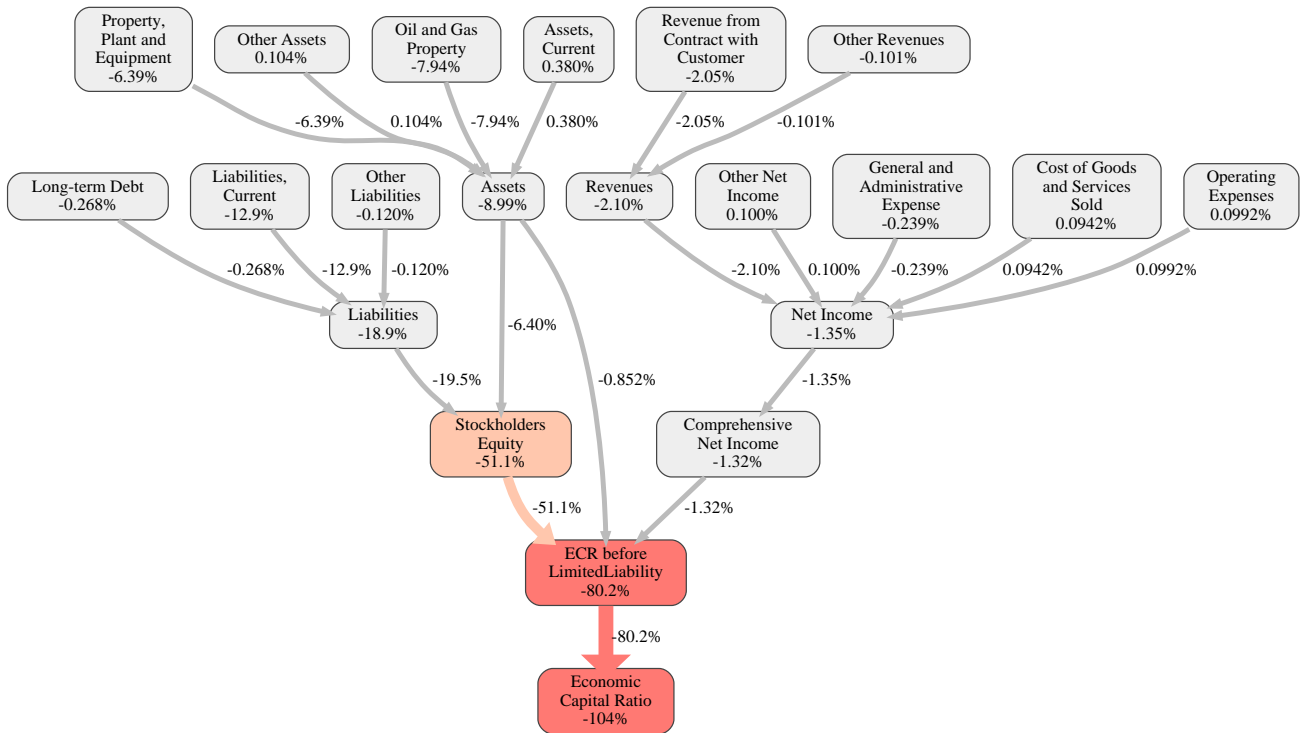 Property,
Plant and
Equipment
-6.39%
Other Assets
0.104%
Oil and Gas
Property
-7.94%
Assets,
Current
0.380%
Revenue from
Contract with
Customer
-2.05%
Other Revenues
-0.101%
-6.39%
0.104%
-7.94%
0.380%
-2.05%
-0.101%
Long-term Debt
-0.268%
Liabilities,
Current
-12.9%
Other
Liabilities
-0.120%
Assets
-8.99%
Revenues
-2.10%
Other Net
Income
0.100%
General and
Administrative
Expense
-0.239%
Cost of Goods
and Services
Sold
0.0942%
Operating
Expenses
0.0992%
-0.268%
-12.9%
-0.120%
-2.10%
0.100%
-0.239%
0.0942%
0.0992%
Liabilities
-18.9%
-6.40%
Net Income
-1.35%
-19.5%
-0.852%
-1.35%
Stockholders
Equity
-51.1%
Comprehensive
Net Income
-1.32%
-51.1%
-1.32%
ECR before
LimitedLiability
-80.2%
-80.2%
Economic
Capital Ratio
-104%